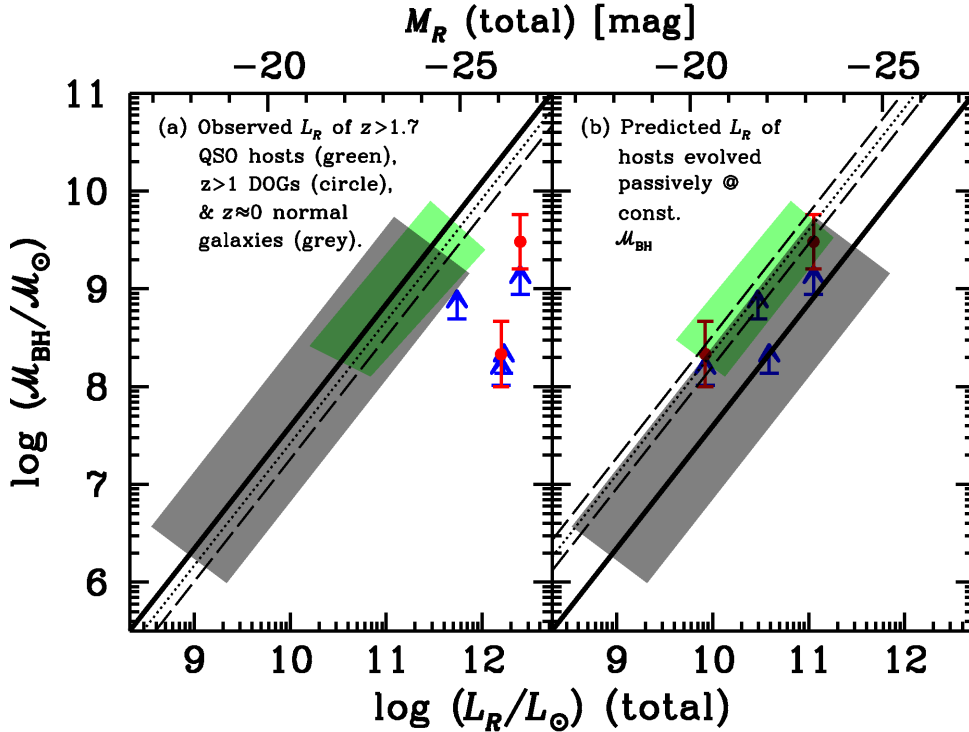 M_R (total) [mag]
−20 −25 −20 −25
11
10
9
8
7
6
log (ℳ_BH/ℳ_⊙)
(a) Observed L_R of z>1.7
QSO hosts (green),
z>1 DOGs (circle),
& z≈0 normal
galaxies (grey).
(b) Predicted L_R of
hosts evolved
passively @
const.
ℳ_BH
9 10 11 12 9 10 11 12
log (L_R/L_⊙) (total)